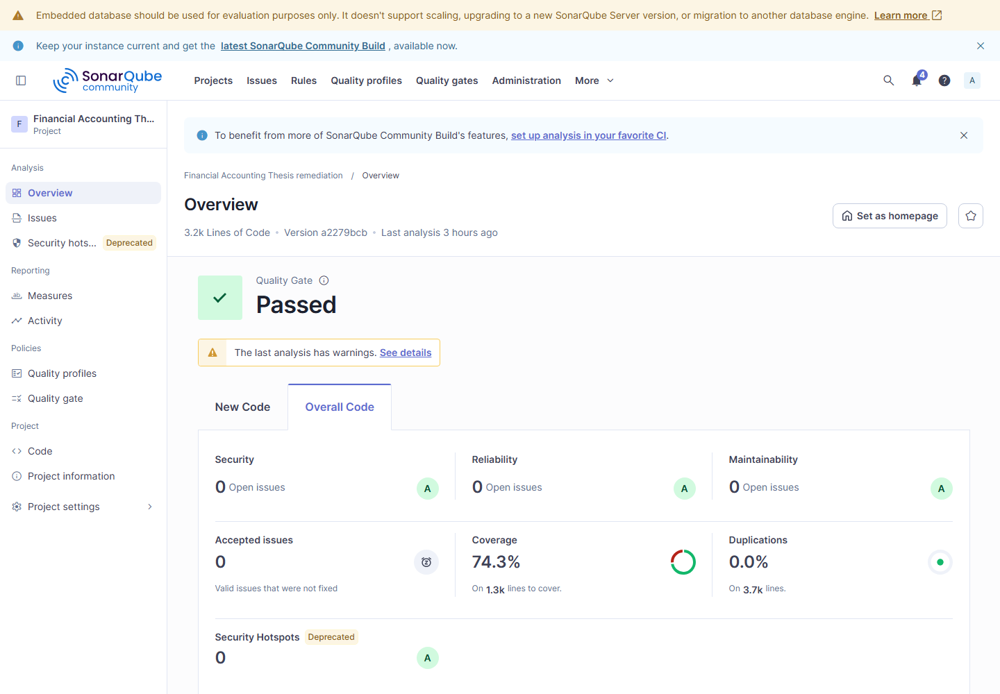 Embedded database should be used for evaluation purposes only. It doesn't support scaling, upgrading to a new SonarQube Server version, or migration to another database engine. Learn more
Keep your instance current and get the latest SonarQube Community Build , available now.
SonarQube community
Projects Issues Rules Quality profiles Quality gates Administration More
4
?
A
F
Financial Accounting Th...
Project
Analysis
Overview
Issues
Security hots... Deprecated
Reporting
Measures
Activity
Policies
Quality profiles
Quality gate
Project
Code
Project information
Project settings
To benefit from more of SonarQube Community Build's features, set up analysis in your favorite CI.
Financial Accounting Thesis remediation / Overview
Overview
3.2k Lines of Code • Version a2279bcb • Last analysis 3 hours ago
Set as homepage
Quality Gate
Passed
The last analysis has warnings. See details
New Code
Overall Code
Security
0 Open issues
A
Reliability
0 Open issues
A
Maintainability
0 Open issues
A
Accepted issues
0
Valid issues that were not fixed
Coverage
74.3%
On 1.3k lines to cover.
Duplications
0.0%
On 3.7k lines.
Security Hotspots Deprecated
0
A